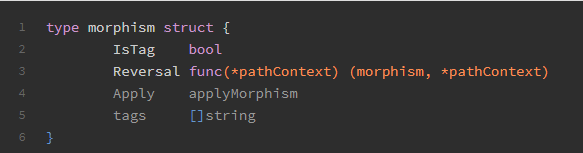 1 type morphism struct {
2 IsTag bool
3 Reversal func(*pathContext) (morphism, *pathContext)
4 Apply applyMorphism
5 tags []string
6 }